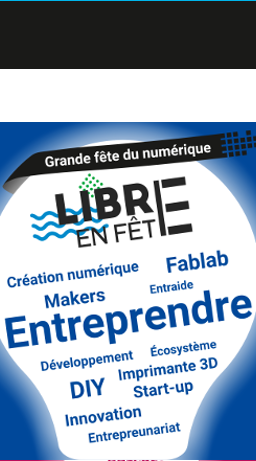 Grande fête du numérique
LIBRE
EN FÊTE
Création numérique
Fablab
Makers
Entraide
Entreprendre
Développement
Écosystème
DIY
Imprimante 3D
Start-up
Innovation
Entrepreunariat